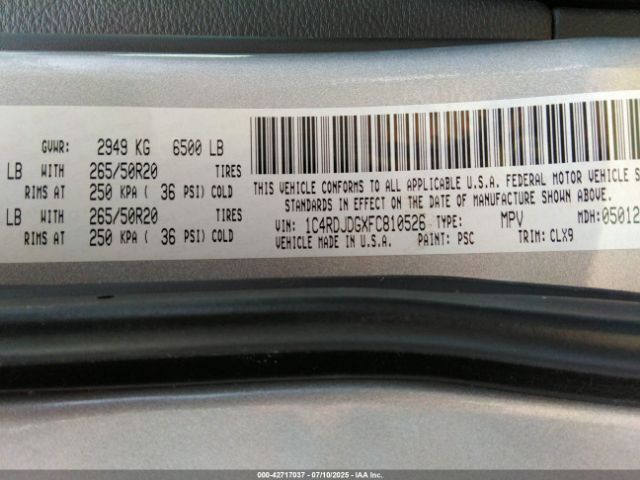 GVWR: 2949 KG 6500 LB
LB WITH 265/50R20 TIRES
RIMS AT 250 KPA ( 36 PSI) COLD
LB WITH 265/50R20 TIRES
RIMS AT 250 KPA ( 36 PSI) COLD
THIS VEHICLE CONFORMS TO ALL APPLICABLE U.S.A. FEDERAL MOTOR VEHICLE S
STANDARDS IN EFFECT ON THE DATE OF MANUFACTURE SHOWN ABOVE.
VIN: 1C4RDJDGXFC810526 TYPE: MPV MDH:05012
VEHICLE MADE IN U.S.A. PAINT: PSC TRIM: CLX9
000-42717037 - 07/10/2025 - IAA Inc.